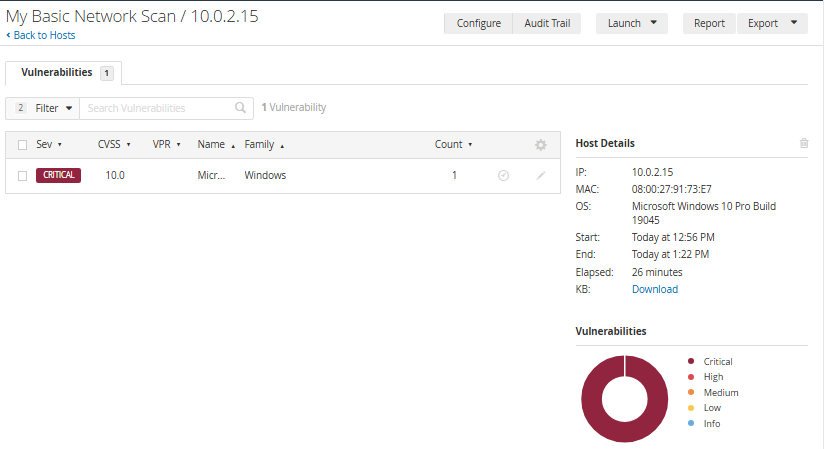 My Basic Network Scan / 10.0.2.15
Back to Hosts
Configure Audit Trail Launch Report Export
Vulnerabilities 1
2 Filter Search Vulnerabilities 1 Vulnerability
Sev CVSS VPR Name Family Count
CRITICAL 10.0 Micr... Windows 1
Host Details
IP: 10.0.2.15
MAC: 08:00:27:91:73:E7
OS: Microsoft Windows 10 Pro Build
19045
Start: Today at 12:56 PM
End: Today at 1:22 PM
Elapsed: 26 minutes
KB: Download
Vulnerabilities
Critical
High
Medium
Low
Info